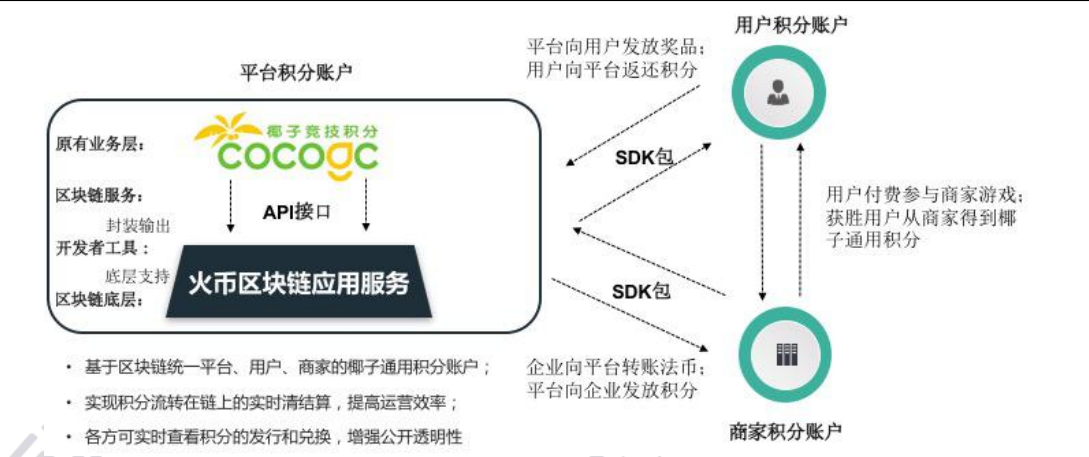 用户积分账户
平台向用户发放奖品；
用户向平台返还积分
平台积分账户
原有业务层：
椰子竞技积分
cocogc
SDK包
区块链服务：
API接口
封装输出
开发者工具：
底层支持
区块链底层：
火币区块链应用服务
用户付费参与商家游戏；
获胜用户从商家得到椰
子通用积分
SDK包
企业向平台转账法币；
平台向企业发放积分
商家积分账户
• 基于区块链统一平台、用户、商家的椰子通用积分账户；
• 实现积分流转在链上的实时清结算，提高运营效率；
• 各方可实时查看积分的发行和兑换，增强公开透明性